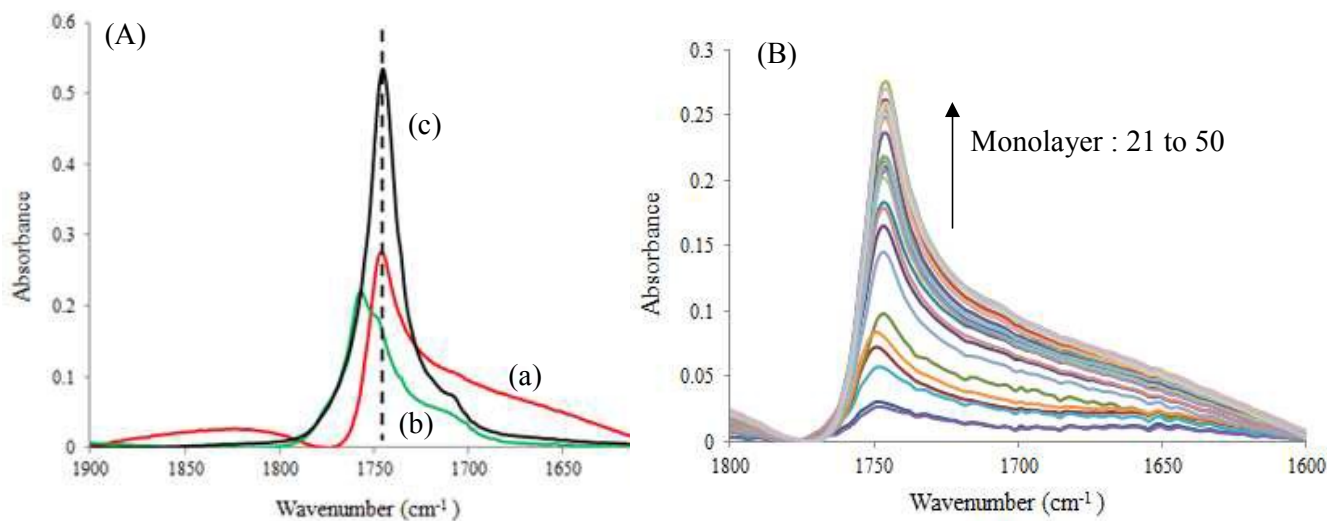 (A)
0.6
0.5
0.4
0.3
0.2
0.1
0
Absorbance
(c)
(a)
(b)
1900 1850 1800 1750 1700 1650
Wavenumber (cm⁻¹ )
(B)
0.3
0.25
0.2
0.15
0.1
0.05
0
Absorbance
Monolayer : 21 to 50
1800 1750 1700 1650 1600
Wavenumber (cm⁻¹ )